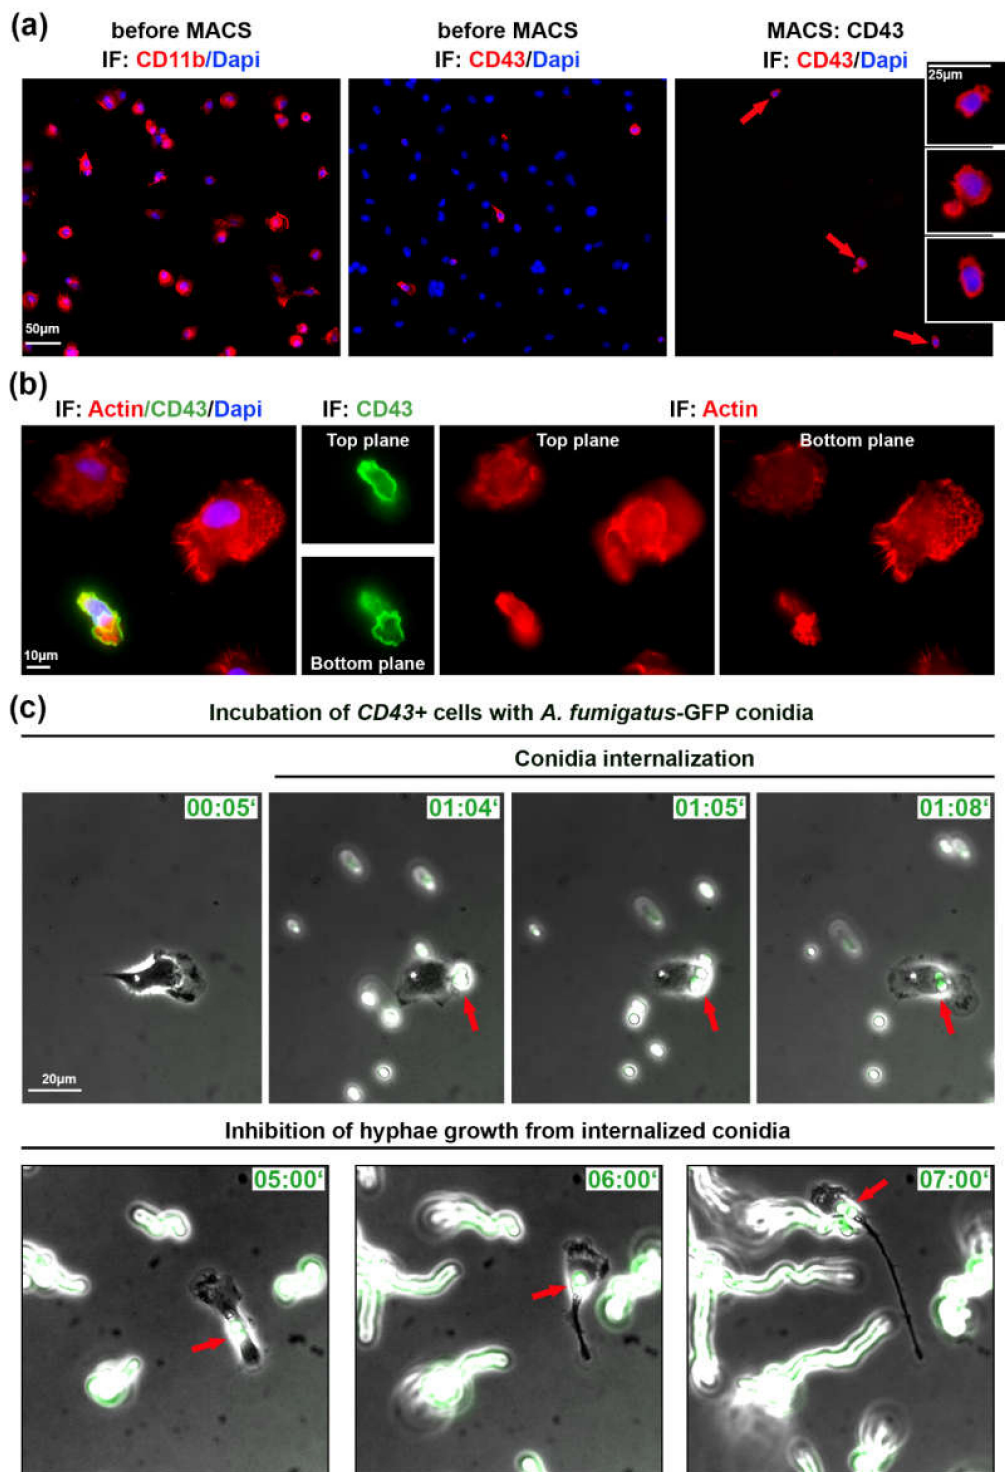 (a)
before MACS
IF: CD11b/Dapi
before MACS
IF: CD43/Dapi
MACS: CD43
IF: CD43/Dapi
25µm
50µm
(b)
IF: Actin/CD43/Dapi
IF: CD43
IF: Actin
Top plane
Top plane
Bottom plane
Bottom plane
10µm
(c)
Incubation of CD43+ cells with A. fumigatus-GFP conidia
Conidia internalization
00:05‘
01:04‘
01:05‘
01:08‘
20µm
Inhibition of hyphae growth from internalized conidia
05:00‘
06:00‘
07:00‘